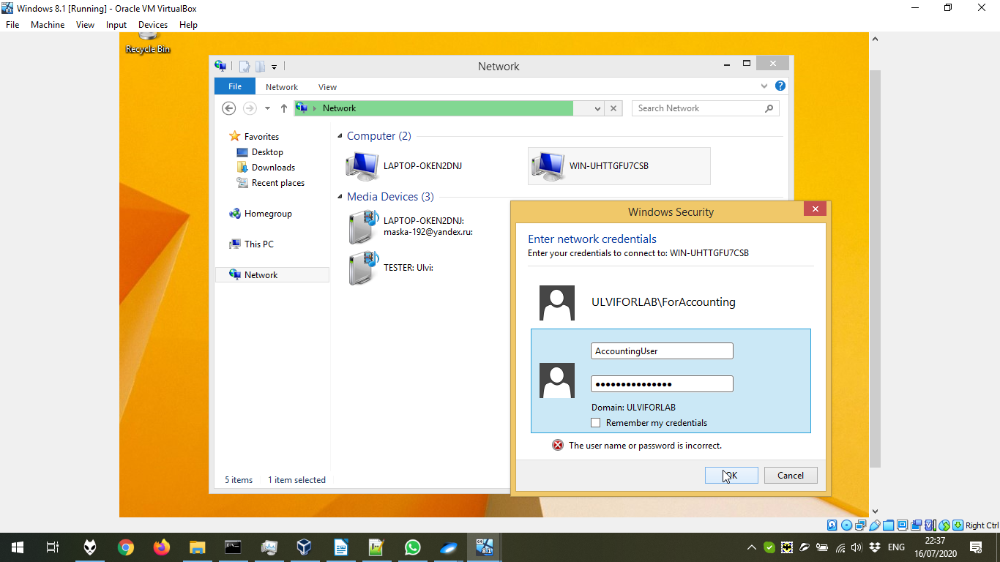 Windows 8.1 [Running] - Oracle VM VirtualBox
File Machine View Input Devices Help
Recycle Bin
Network
File Network View
Network
Search Network
Favorites
Desktop
Downloads
Recent places
Homegroup
This PC
Network
Computer (2)
LAPTOP-OKEN2DNJ
WIN-UHTTGFU7CSB
Media Devices (3)
LAPTOP-OKEN2DNJ:
maska-192@yandex.ru:
TESTER: Ulvi:
5 items 1 item selected
Windows Security
Enter network credentials
Enter your credentials to connect to: WIN-UHTTGFU7CSB
ULVIFORLAB\ForAccounting
AccountingUser
●●●●●●●●●●●●●●●
Domain: ULVIFORLAB
Remember my credentials
The user name or password is incorrect.
OK Cancel
Right Ctrl
ENG
22:37
16/07/2020